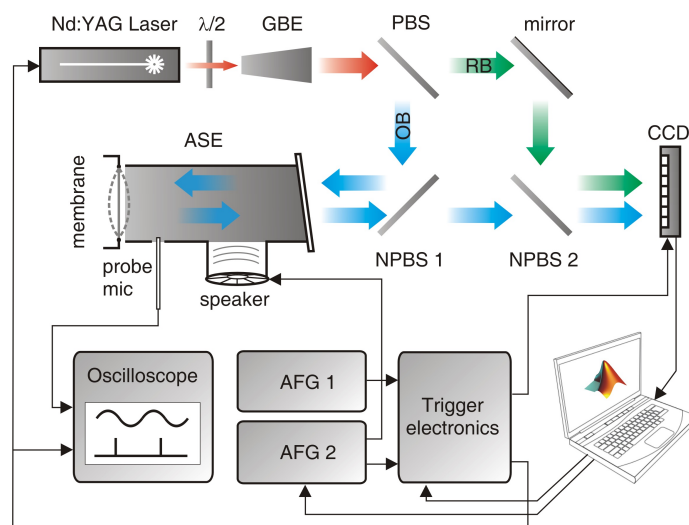 Nd:YAG Laser
λ/2
GBE
PBS
mirror
RB
OB
CCD
ASE
membrane
NPBS 1
NPBS 2
probe
mic
speaker
Oscilloscope
AFG 1
AFG 2
Trigger
electronics